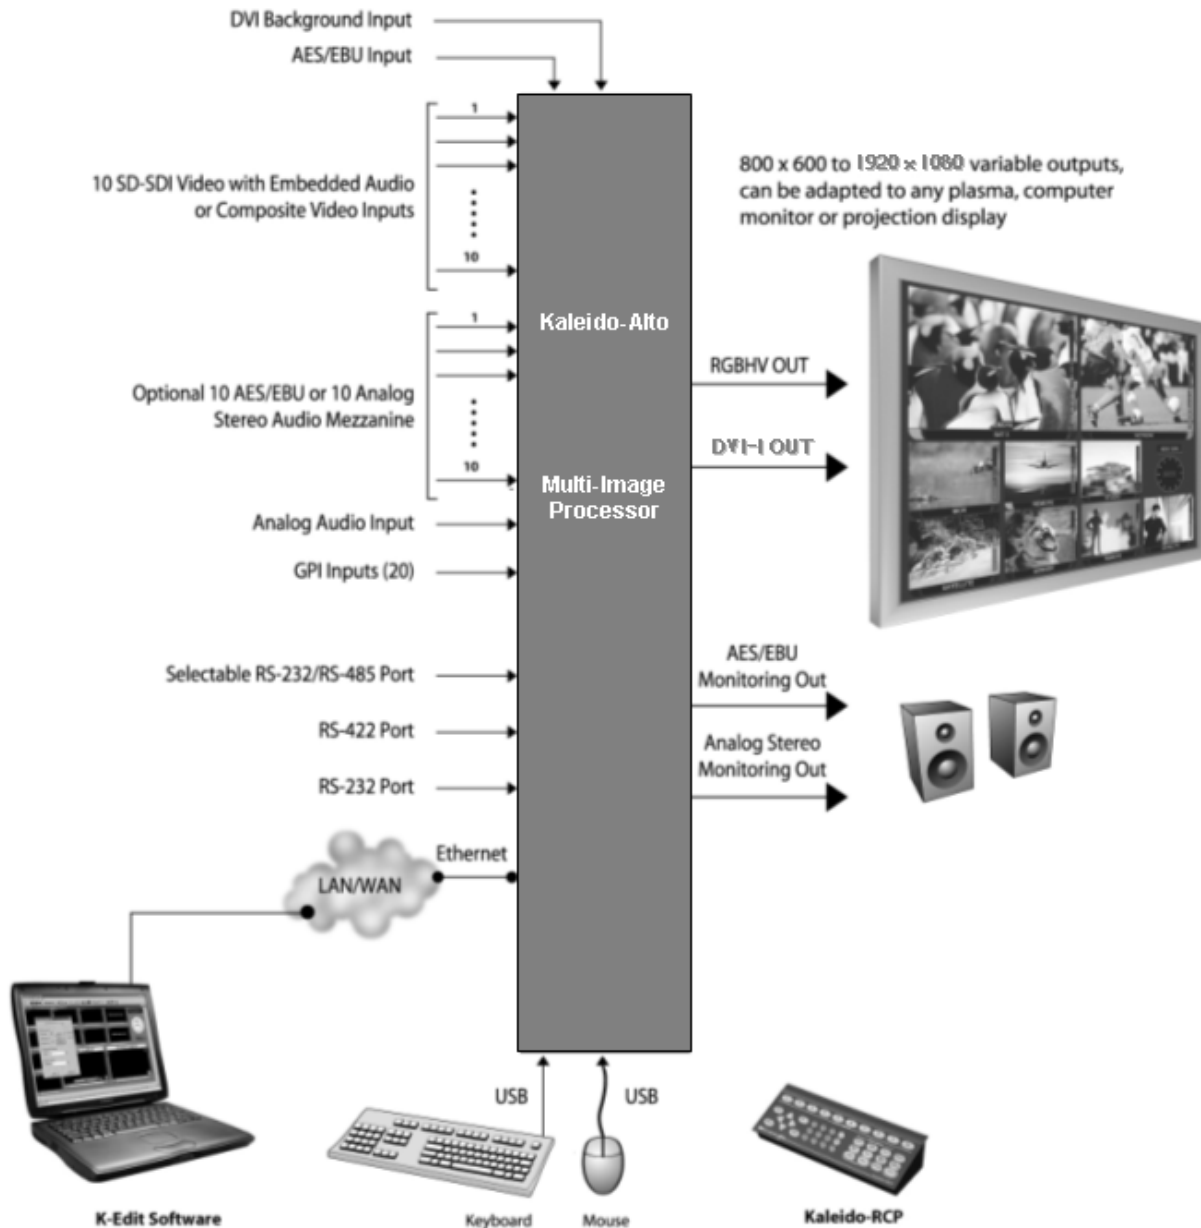 DVI Background Input
AES/EBU Input
1
10 SD-SDI Video with Embedded Audio
or Composite Video Inputs
10
800 x 600 to 1920 x 1080 variable outputs,
can be adapted to any plasma, computer
monitor or projection display
Kaleido-Alto
1
Optional 10 AES/EBU or 10 Analog
Stereo Audio Mezzanine
10
RGBHV OUT
DVI-I OUT
Multi-Image
Processor
Analog Audio Input
GPI Inputs (20)
Selectable RS-232/RS-485 Port
RS-422 Port
RS-232 Port
AES/EBU
Monitoring Out
Analog Stereo
Monitoring Out
Ethernet
LAN/WAN
USB
USB
K-Edit Software
Keyboard
Mouse
Kaleido-RCP